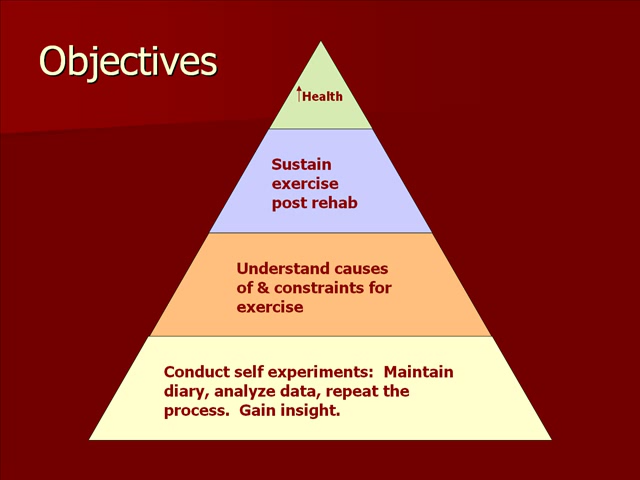 Objectives
↑Health
Sustain
exercise
post rehab
Understand causes
of & constraints for
exercise
Conduct self experiments:  Maintain
diary, analyze data, repeat the
process.  Gain insight.